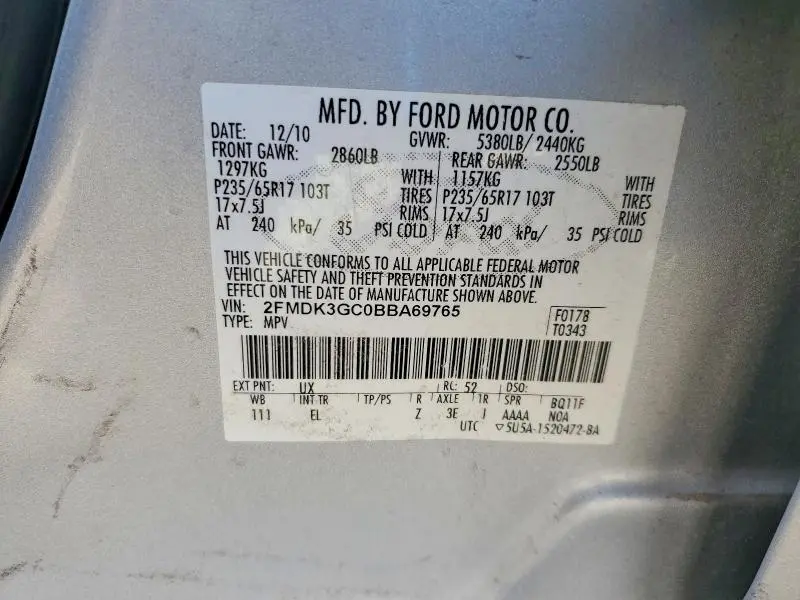 MFD. BY FORD MOTOR CO.
DATE: 12/10 GVWR: 5380LB/ 2440KG
FRONT GAWR: 2860LB REAR GAWR: 2550LB
1297KG WITH 1157KG WITH
P235/65R17 103T TIRES P235/65R17 103T TIRES
17x7.5J RIMS 17x7.5J RIMS
AT 240 kPa/ 35 PSI COLD AT 240 kPa/ 35 PSI COLD
THIS VEHICLE CONFORMS TO ALL APPLICABLE FEDERAL MOTOR
VEHICLE SAFETY AND THEFT PREVENTION STANDARDS IN
EFFECT ON THE DATE OF MANUFACTURE SHOWN ABOVE.
VIN: 2FMDK3GC0BBA69765 F0178
TYPE: MPV T0343
EXT PNT: UX RC: 52 DSO:
WB INT TR TP/PS R AXLE TR SPR BQ11F
111 EL Z 3E I AAAA NOA
UTC ▽SU5A-1520472-BA